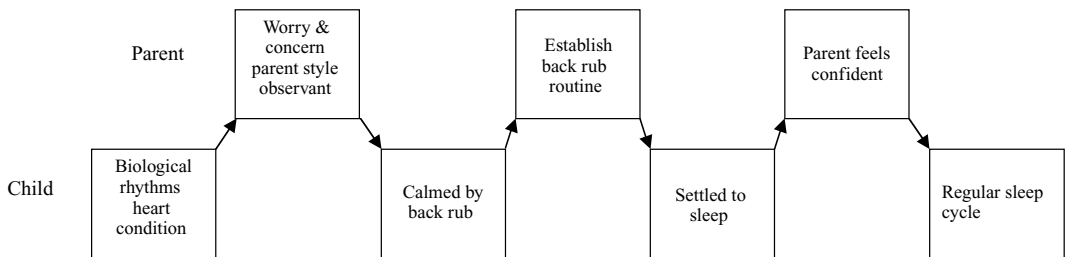 Parent
Worry &
concern
parent style
observant
Establish
back rub
routine
Parent feels
confident
Child
Biological
rhythms
heart
condition
Calmed by
back rub
Settled to
sleep
Regular sleep
cycle